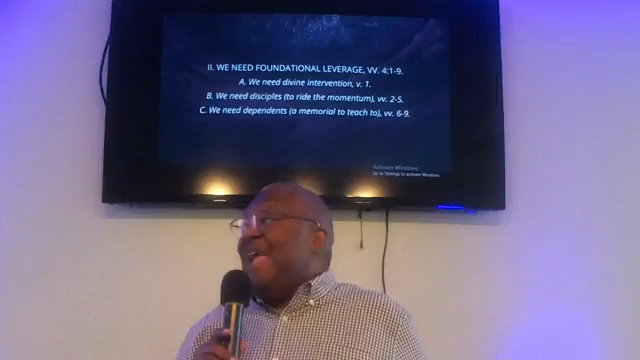 II. WE NEED FOUNDATIONAL LEVERAGE, VV. 4:1-9.
A. We need divine intervention, v. 1.
B. We need disciples (to ride the momentum), vv. 2-5.
C. We need dependents (a memorial to teach to), vv. 6-9.
Activate Windows
Go to Settings to activate Windows.